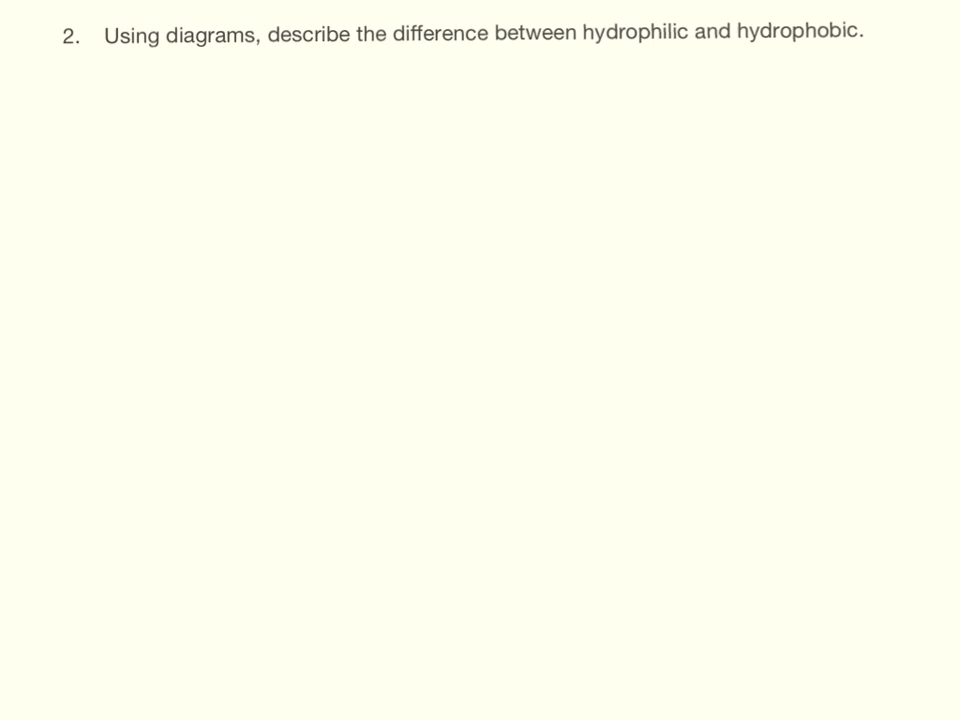 2. Using diagrams, describe the difference between hydrophilic and hydrophobic.